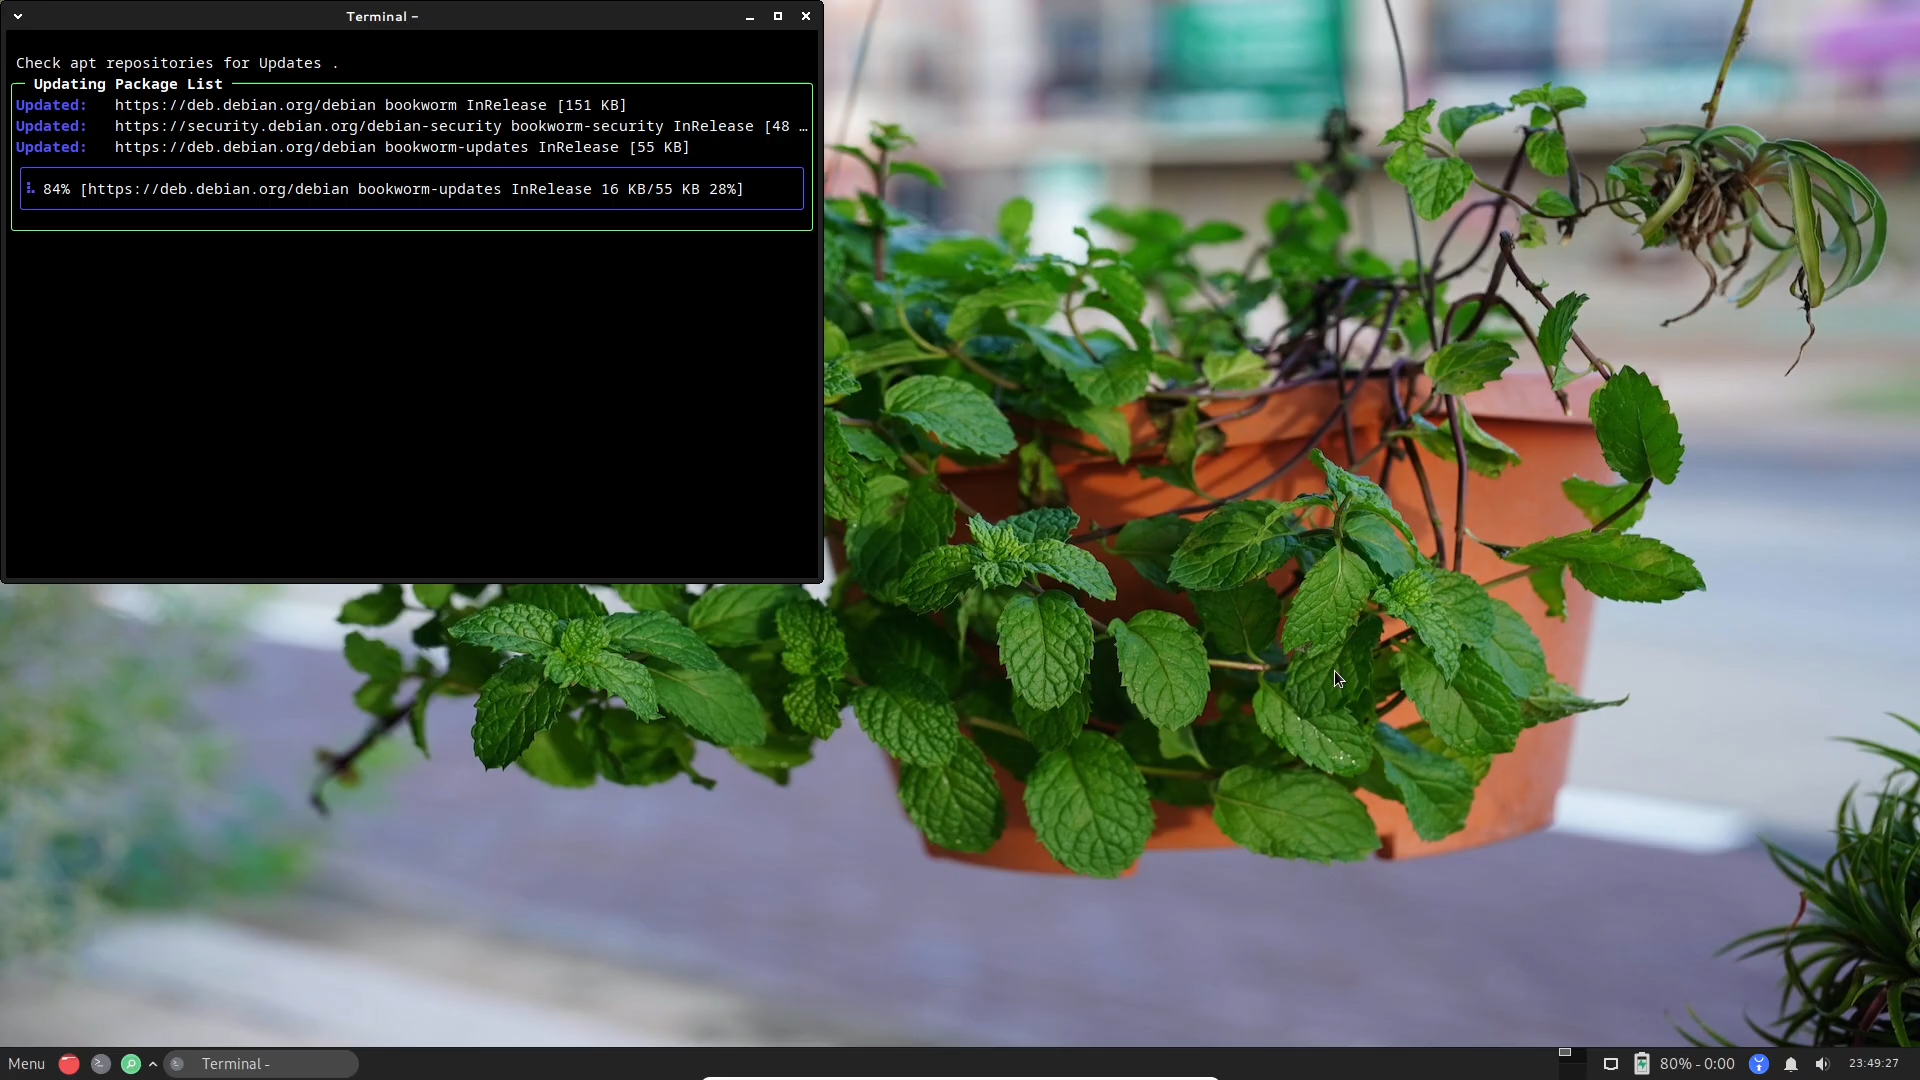 Terminal –
Check apt repositories for Updates .
Updating Package List
Updated: https://deb.debian.org/debian bookworm InRelease [151 KB]
Updated: https://security.debian.org/debian-security bookworm-security InRelease [48 …
Updated: https://deb.debian.org/debian bookworm-updates InRelease [55 KB]
84% [https://deb.debian.org/debian bookworm-updates InRelease 16 KB/55 KB 28%]
Menu Terminal - 80% - 0:00 23:49:27